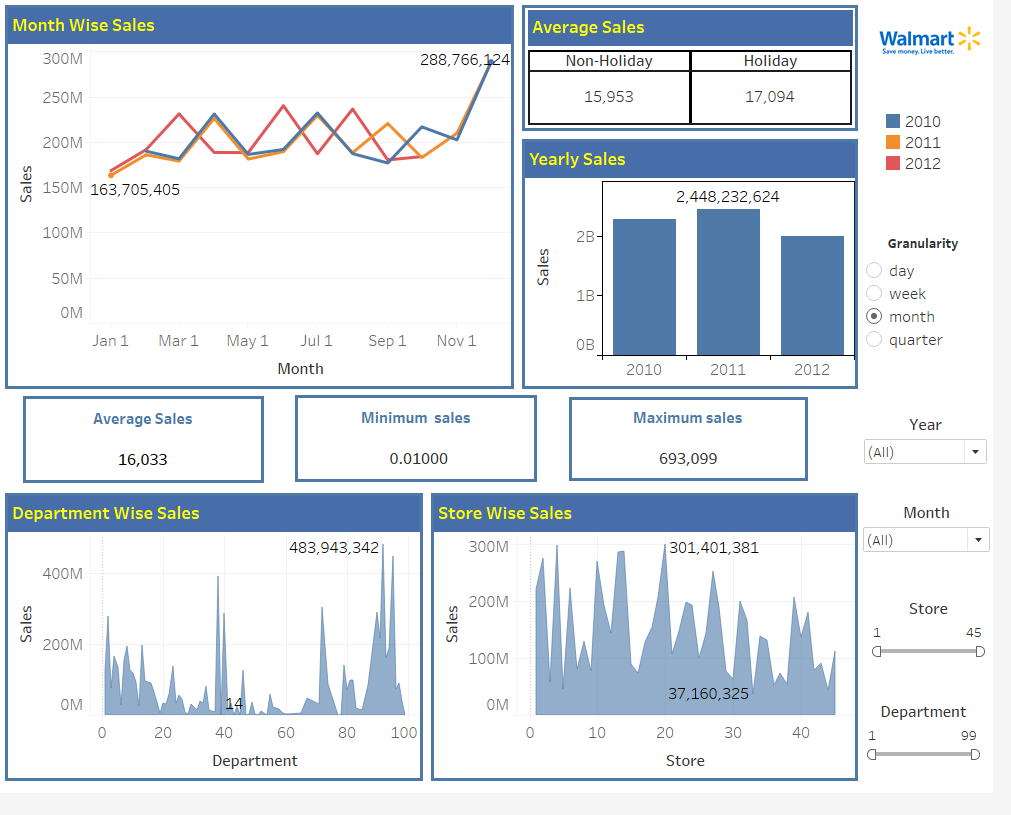 Month Wise Sales
300M
250M
200M
150M
100M
50M
0M
Sales
288,766,124
163,705,405
Jan 1 Mar 1 May 1 Jul 1 Sep 1 Nov 1
Month
Average Sales
Non-Holiday Holiday
15,953 17,094
Yearly Sales
2,448,232,624
2B
1B
0B
Sales
2010 2011 2012
Walmart
Save money. Live better.
2010
2011
2012
Granularity
day
week
month
quarter
Average Sales
16,033
Minimum sales
0.01000
Maximum sales
693,099
Year
(All)
Month
(All)
Store
1 45
Department
1 99
Department Wise Sales
483,943,342
400M
200M
0M
Sales
14
0 20 40 60 80 100
Department
Store Wise Sales
301,401,381
300M
200M
100M
0M
Sales
37,160,325
0 10 20 30 40
Store